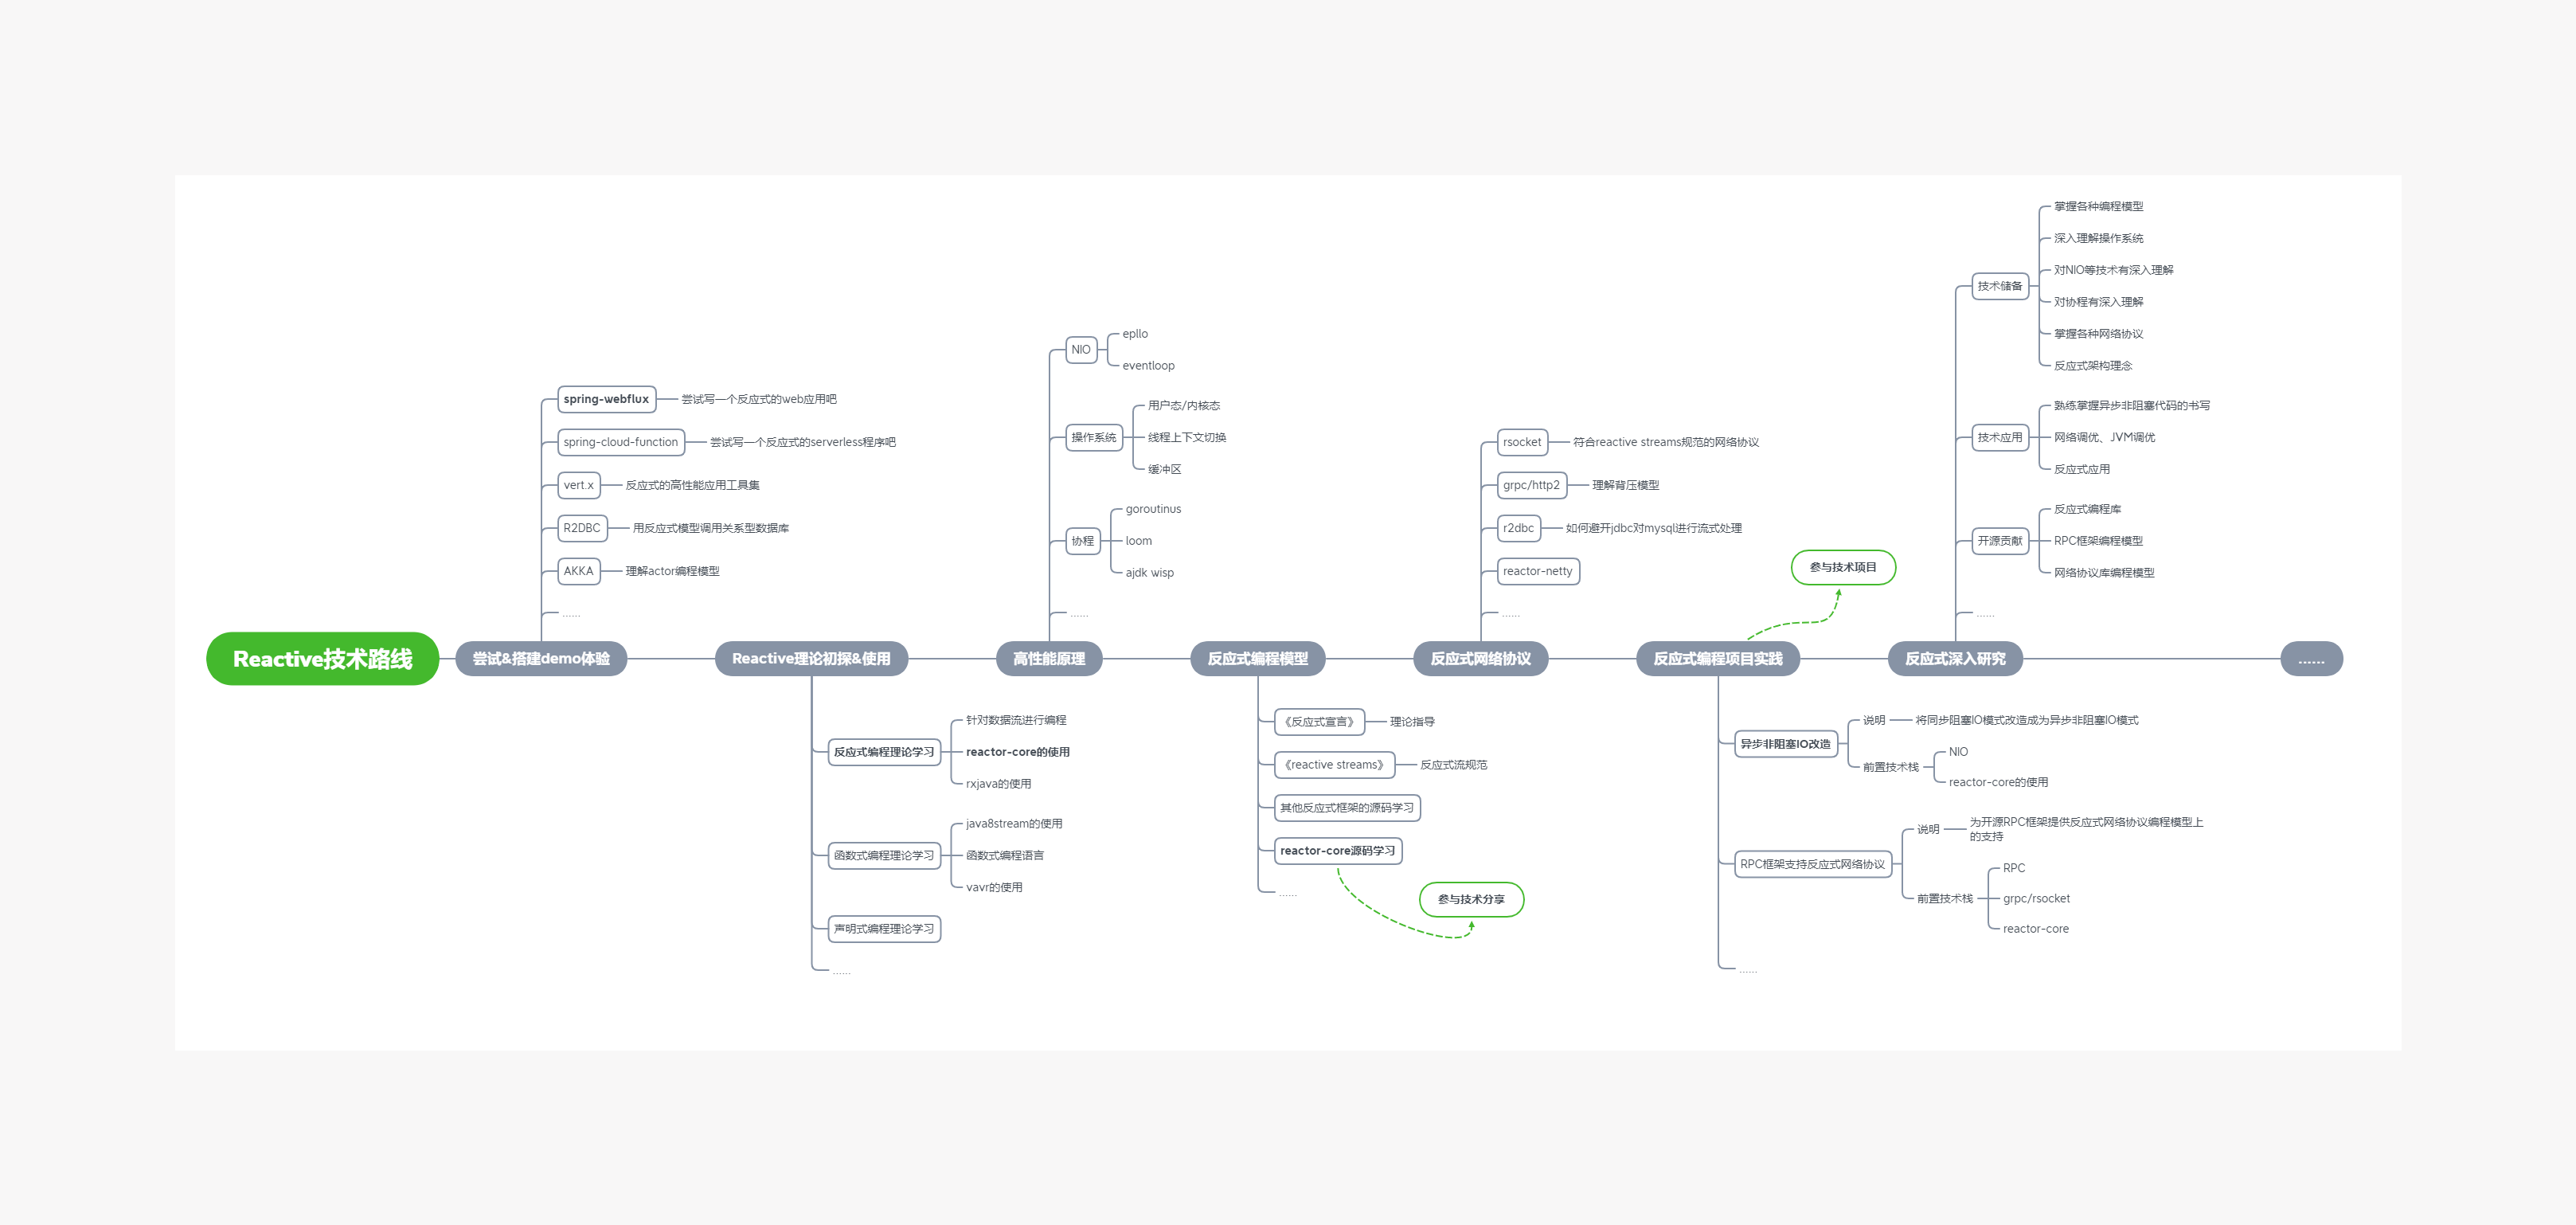 Reactive技术路线
尝试&搭建demo体验
spring-webflux
尝试写一个反应式的web应用吧
spring-cloud-function
尝试写一个反应式的serverless程序吧
vert.x
反应式的高性能应用工具集
R2DBC
用反应式模型调用关系型数据库
AKKA
理解actor编程模型
......
Reactive理论初探&使用
反应式编程理论学习
针对数据流进行编程
reactor-core的使用
rxjava的使用
函数式编程理论学习
java8stream的使用
函数式编程语言
vavr的使用
声明式编程理论学习
......
高性能原理
NIO
epllo
eventloop
操作系统
用户态/内核态
线程上下文切换
缓冲区
协程
goroutinus
loom
ajdk wisp
......
反应式编程模型
《反应式宣言》
理论指导
《reactive streams》
反应式流规范
其他反应式框架的源码学习
reactor-core源码学习
......
参与技术分享
反应式网络协议
rsocket
符合reactive streams规范的网络协议
grpc/http2
理解背压模型
r2dbc
如何避开jdbc对mysql进行流式处理
reactor-netty
......
反应式编程项目实践
参与技术项目
异步非阻塞IO改造
说明
将同步阻塞IO模式改造成为异步非阻塞IO模式
前置技术栈
NIO
reactor-core的使用
RPC框架支持反应式网络协议
说明
为开源RPC框架提供反应式网络协议编程模型上
的支持
前置技术栈
RPC
grpc/rsocket
reactor-core
......
反应式深入研究
技术储备
掌握各种编程模型
深入理解操作系统
对NIO等技术有深入理解
对协程有深入理解
掌握各种网络协议
反应式架构理念
技术应用
熟练掌握异步非阻塞代码的书写
网络调优、JVM调优
反应式应用
开源贡献
反应式编程库
RPC框架编程模型
网络协议库编程模型
......
......